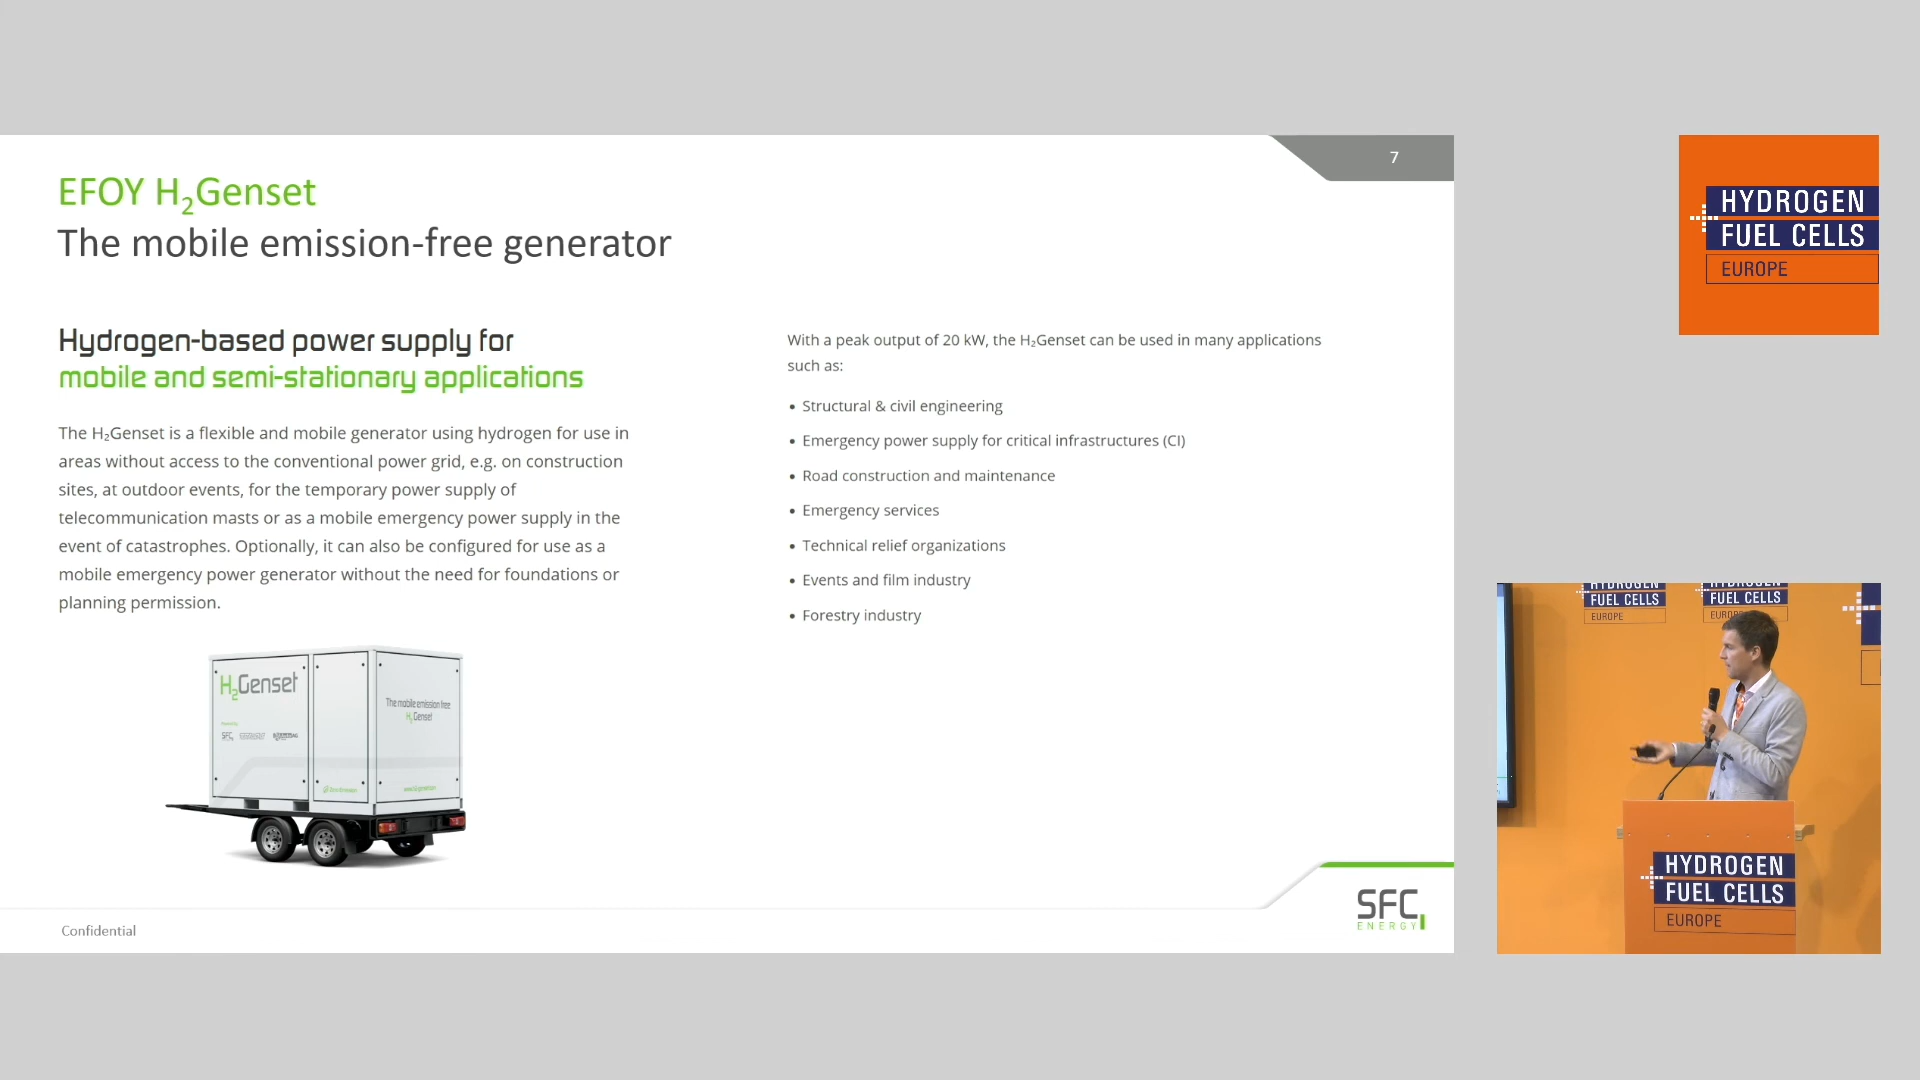 7
EFOY H₂Genset
The mobile emission-free generator
Hydrogen-based power supply for
mobile and semi-stationary applications
The H₂Genset is a flexible and mobile generator using hydrogen for use in
areas without access to the conventional power grid, e.g. on construction
sites, at outdoor events, for the temporary power supply of
telecommunication masts or as a mobile emergency power supply in the
event of catastrophes. Optionally, it can also be configured for use as a
mobile emergency power generator without the need for foundations or
planning permission.
With a peak output of 20 kW, the H₂Genset can be used in many applications
such as:
• Structural & civil engineering
• Emergency power supply for critical infrastructures (CI)
• Road construction and maintenance
• Emergency services
• Technical relief organizations
• Events and film industry
• Forestry industry
H₂Genset
SFC
The mobile emission free
H₂Genset
Confidential
SFC
ENERGY
HYDROGEN
FUEL CELLS
EUROPE
HYDROGEN
FUEL CELLS
EUROPE
HYDROGEN
FUEL CELLS
HYDROGEN
FUEL CELLS
EUROPE